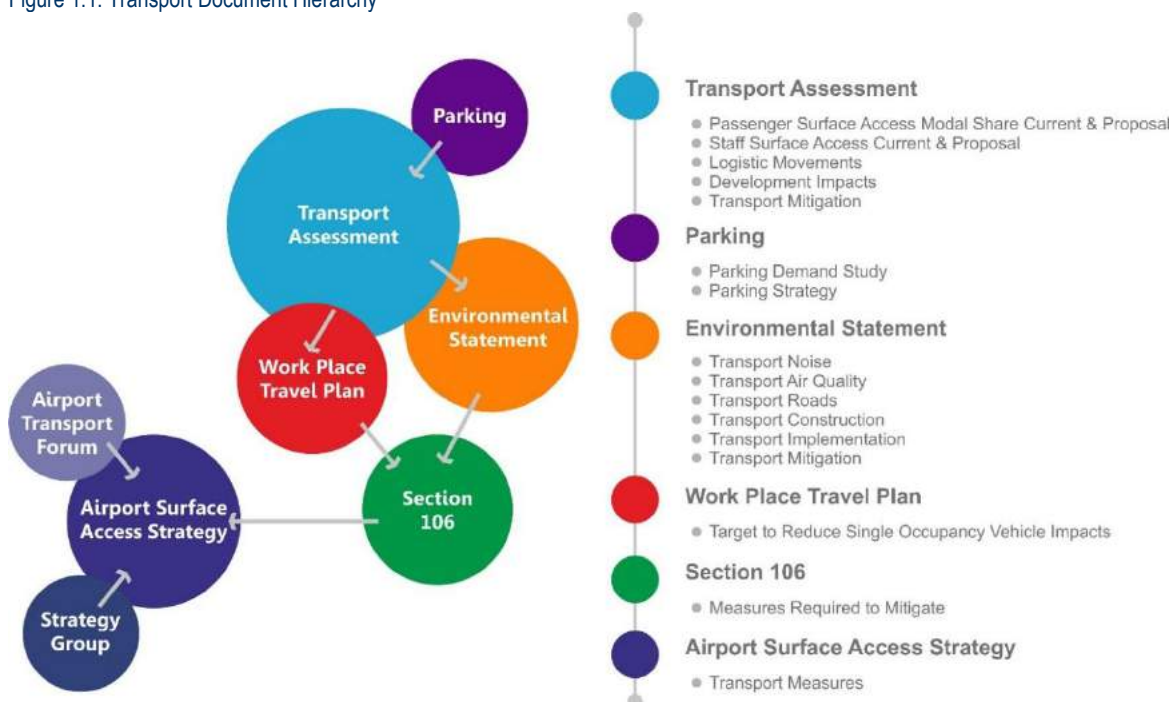 Figure 1.1: Transport Document Hierarchy
Parking
Transport
Assessment
Environmental
Statement
Work Place
Travel Plan
Airport
Transport
Forum
Airport Surface
Access Strategy
Section
106
Strategy
Group
Transport Assessment
Passenger Surface Access Modal Share Current & Proposal
Staff Surface Access Current & Proposal
Logistic Movements
Development Impacts
Transport Mitigation
Parking
Parking Demand Study
Parking Strategy
Environmental Statement
Transport Noise
Transport Air Quality
Transport Roads
Transport Construction
Transport Implementation
Transport Mitigation
Work Place Travel Plan
Target to Reduce Single Occupancy Vehicle Impacts
Section 106
Measures Required to Mitigate
Airport Surface Access Strategy
Transport Measures